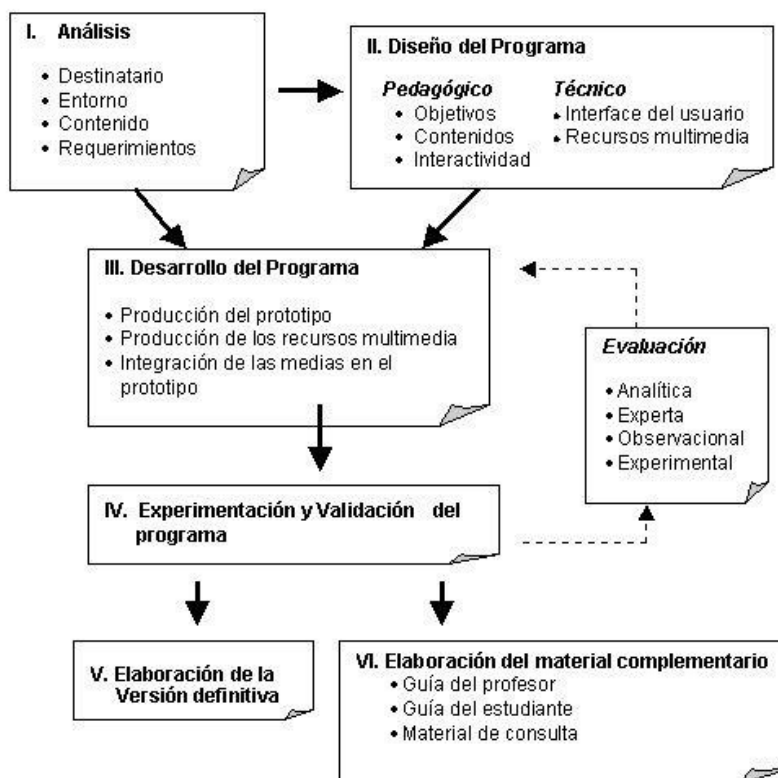 I. Análisis
• Destinatario
• Entorno
• Contenido
• Requerimientos
II. Diseño del Programa
Pedagógico
• Objetivos
• Contenidos
• Interactividad
Técnico
• Interface del usuario
• Recursos multimedia
III. Desarrollo del Programa
• Producción del prototipo
• Producción de los recursos multimedia
• Integración de las medias en el
prototipo
Evaluación
• Analítica
• Experta
• Observacional
• Experimental
IV. Experimentación y Validación del
programa
V. Elaboración de la
Versión definitiva
VI. Elaboración del material complementario
• Guía del profesor
• Guía del estudiante
• Material de consulta